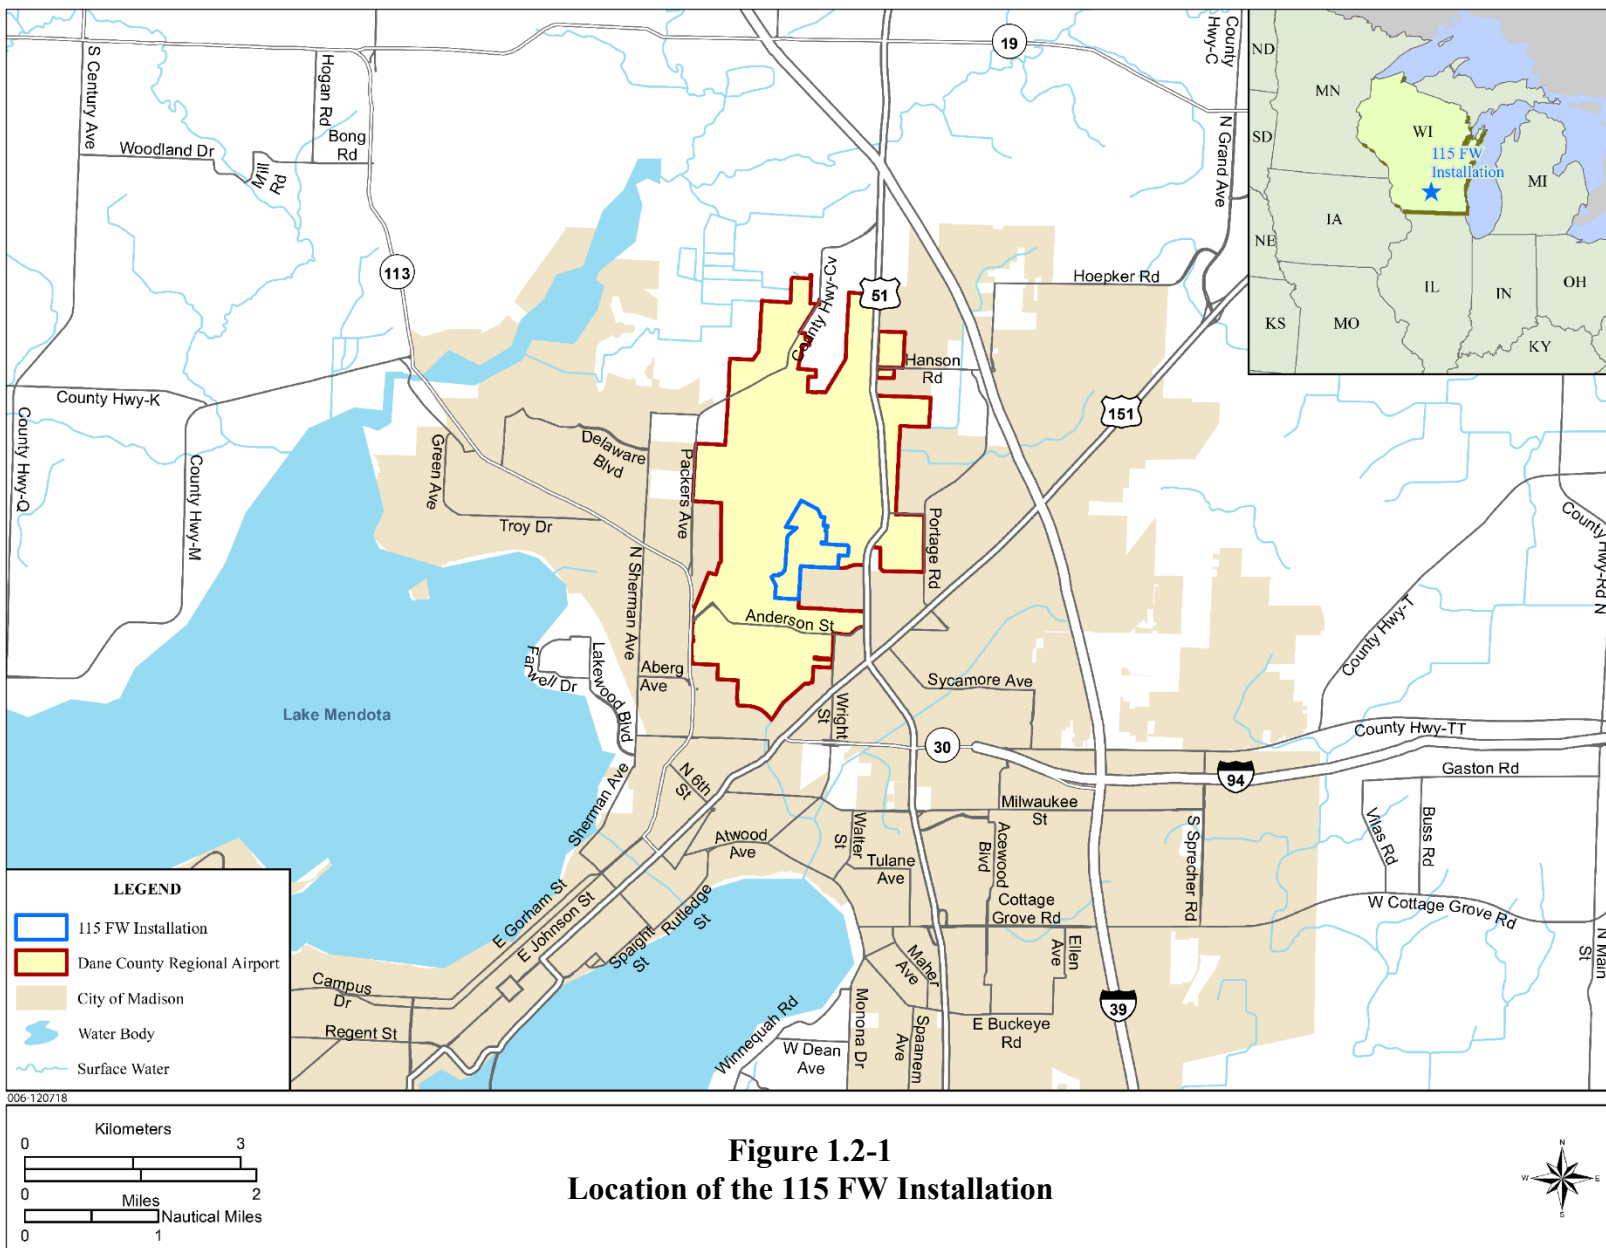 19
County
Hwy-C
S Century Ave
Hogan Rd
Bong
Rd
Woodland Dr
Mill
Rd
N Grand Ave
113
County Hwy-Cv
51
Hoepker Rd
Hanson
Rd
151
County Hwy-K
County Hwy-Q
County Hwy-M
Green Ave
Delaware
Blvd
Packers Ave
Troy Dr
N Sherman Ave
Portage Rd
Anderson St
County Hwy-Rd N
County Hwy-T
Farwell Dr
Lakewood Blvd
Aberg
Ave
Sycamore Ave
Wright
St
Lake Mendota
30
County Hwy-TT
94
Gaston Rd
N 6th
St
Sherman Ave
Milwaukee
St
Atwood
Ave
Walter
St
Tulane
Ave
Acewood
Blvd
S Sprecher Rd
Vilas Rd
Buss Rd
Cottage
Grove Rd
W Cottage Grove Rd
N Main
St
E Gorham St
E Johnson St
Rutledge
St
Spaight
St
Maher
Ave
Ellen
Ave
Campus
Dr
Regent St
Winnequah Rd
W Dean
Ave
Monona Dr
Spaanem
Ave
E Buckeye
Rd
39
ND
MN
SD
WI
115 FW
Installation
MI
IA
NE
IL
IN
OH
KS
MO
KY
LEGEND
115 FW Installation
Dane County Regional Airport
City of Madison
Water Body
Surface Water
006-120718
Kilometers
0 3
0 2
Miles
Nautical Miles
0 1
Figure 1.2-1
Location of the 115 FW Installation
N
W E
S